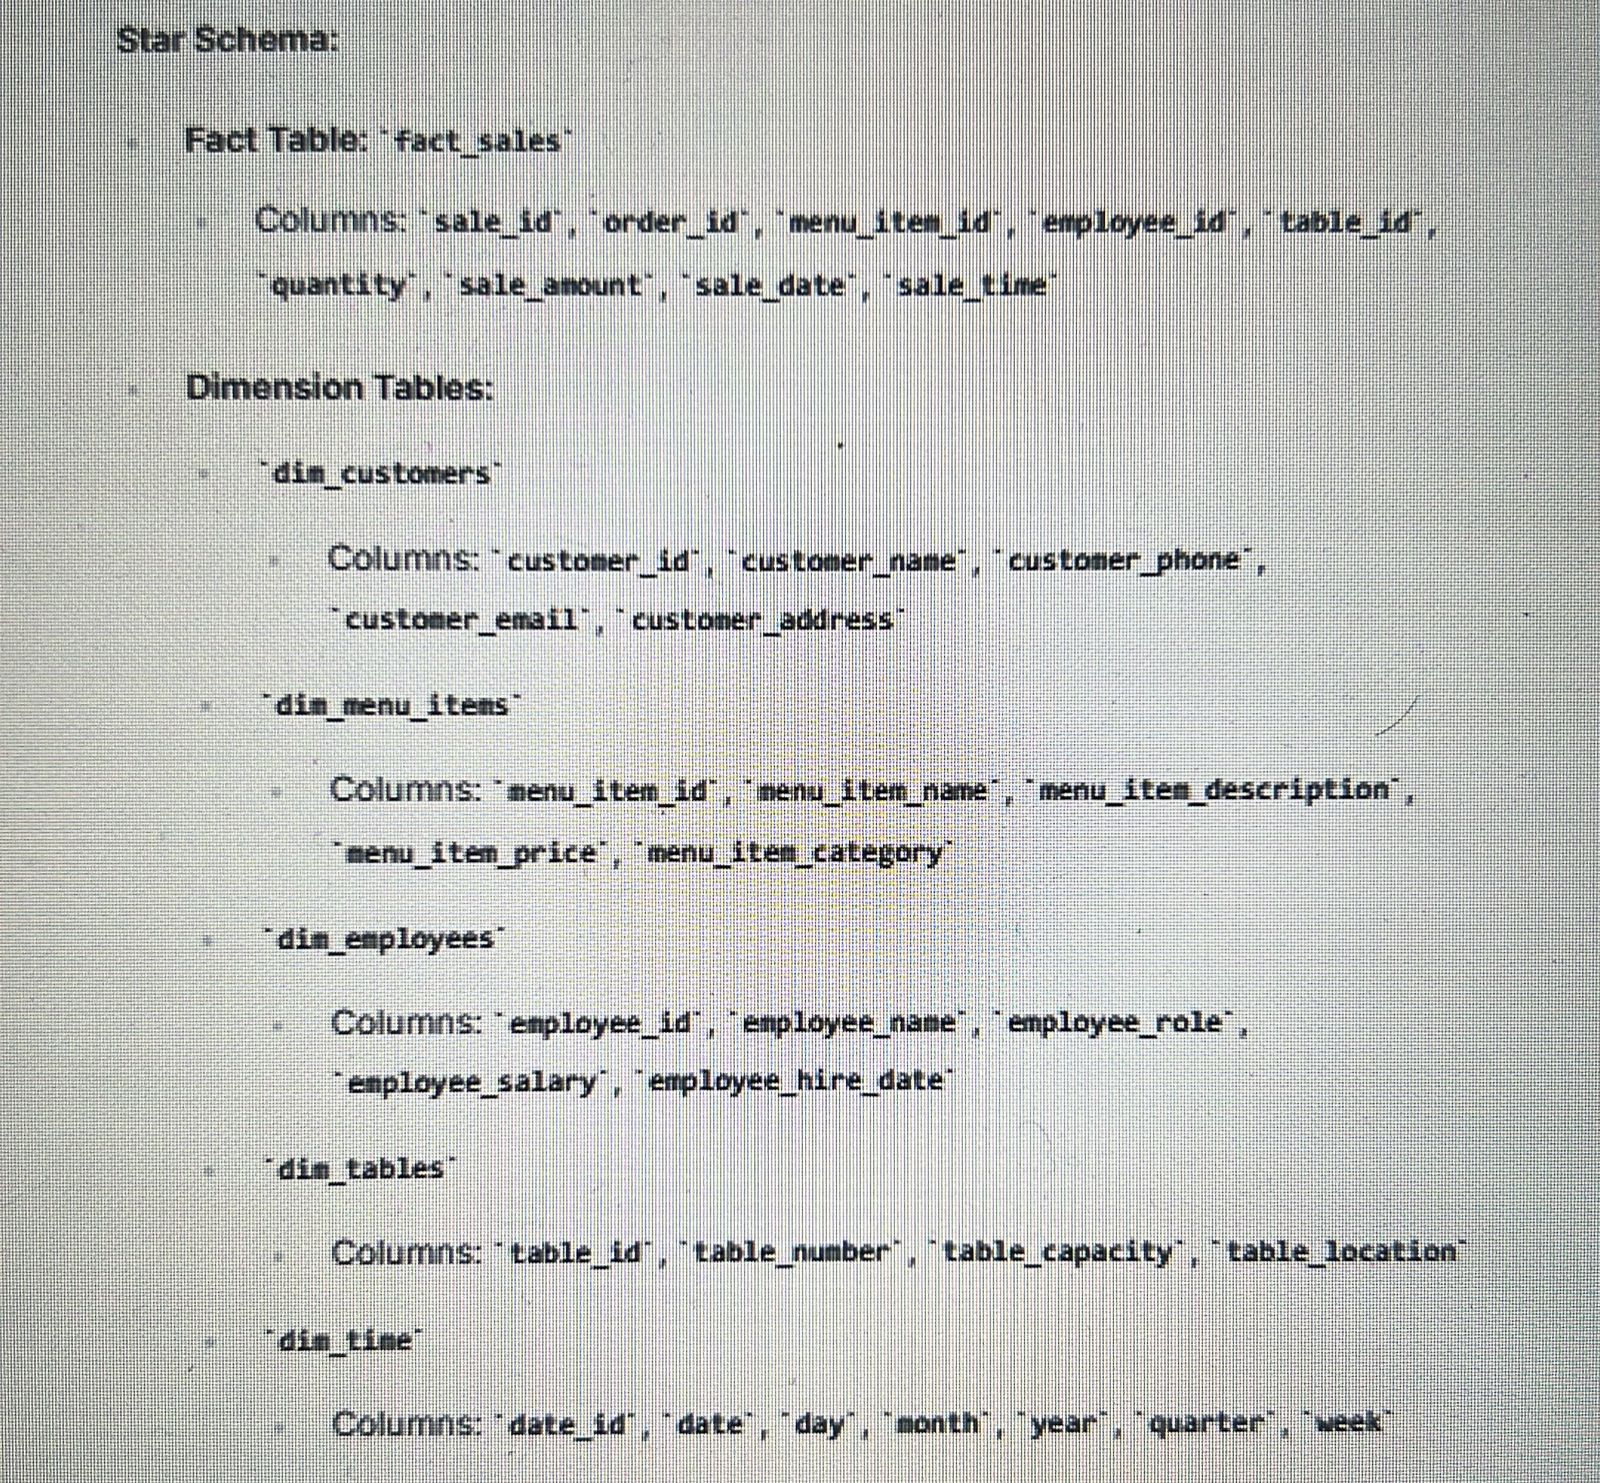 Star Schema:
Fact Table: `fact_sales`
Columns: `sale_id`, `order_id`, `menu_item_id`, `employee_id`, `table_id`,
`quantity`, `sale_amount`, `sale_date`, `sale_time`
Dimension Tables:
`dim_customers`
Columns: `customer_id`, `customer_name`, `customer_phone`,
`customer_email`, `customer_address`
`dim_menu_items`
Columns: `menu_item_id`, `menu_item_name`, `menu_item_description`,
`menu_item_price`, `menu_item_category`
`dim_employees`
Columns: `employee_id`, `employee_name`, `employee_role`,
`employee_salary`, `employee_hire_date`
`dim_tables`
Columns: `table_id`, `table_number`, `table_capacity`, `table_location`
`dim_time`
Columns: `date_id`, `date`, `day`, `month`, `year`, `quarter`, `week`